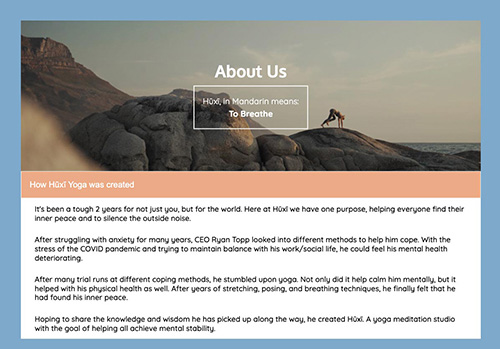 About Us
Hūxī, in Mandarin means:
To Breathe
How Hūxī Yoga was created
It's been a tough 2 years for not just you, but for the world. Here at Hūxī we have one purpose, helping everyone find their
inner peace and to silence the outside noise.
After struggling with anxiety for many years, CEO Ryan Topp looked into different methods to help him cope. With the
stress of the COVID pandemic and trying to maintain balance with his work/social life, he could feel his mental health
deteriorating.
After many trial runs at different coping methods, he stumbled upon yoga. Not only did it help calm him mentally, but it
helped with his physical health as well. After years of stretching, posing, and breathing techniques, he finally felt that he
had found his inner peace.
Hoping to share the knowledge and wisdom he has picked up along the way, he created Hūxī. A yoga meditation studio
with the goal of helping all achieve mental stability.